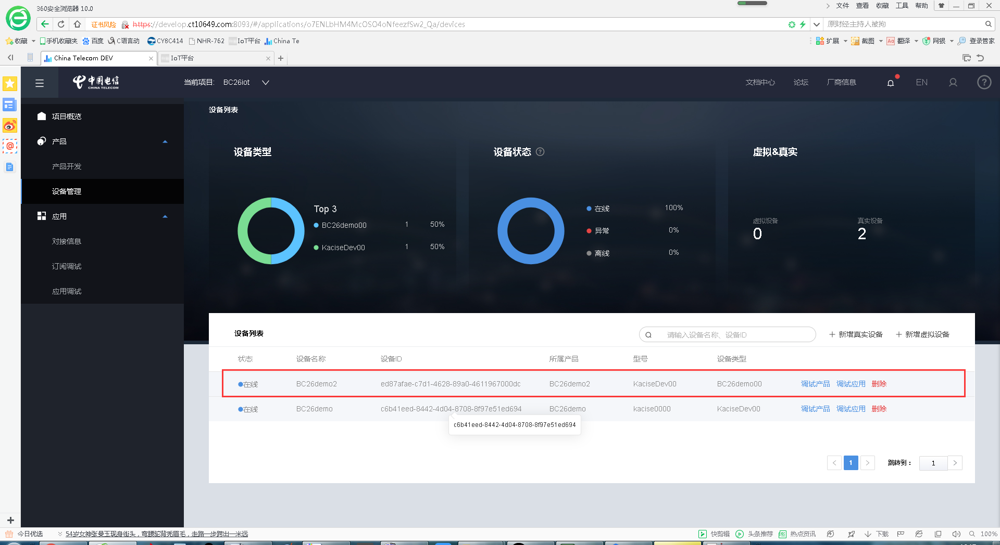 360安全浏览器 10.0
文件 查看 收藏 工具 帮助
证书风险 https://develop.ct10649.com:8093/#/applications/o7ENLbHM4McOSO4oNfeezfSw2_Qa/devices
原财经主持人被拘
收藏 手机收藏夹 百度 C语言动 CY8C414 NHR-762 IoT平台 China Te
扩展 截图 翻译 网银 登录管家
China Telecom DEV
IoT平台
中国电信
CHINA TELECOM
当前项目: BC26iot
文档中心 论坛 厂商信息 EN
项目概览
产品
产品开发
设备管理
应用
对接信息
订阅调试
应用调试
设备列表
设备类型
Top 3
BC26demo00 1 50%
KaciseDev00 1 50%
设备状态 ?
在线 100%
异常 0%
离线 0%
虚拟&真实
虚拟设备 真实设备
0 2
设备列表
请输入设备名称、设备ID
+ 新增真实设备 + 新增虚拟设备
状态 设备名称 设备ID 所属产品 型号 设备类型
在线 BC26demo2 ed87afae-c7d1-4628-89a0-4611967000dc BC26demo2 KaciseDev00 BC26demo00 调试产品 调试应用 删除
在线 BC26demo c6b41eed-8442-4d04-8708-8f97e51ed694 BC26demo kacise0000 KaciseDev00 调试产品 调试应用 删除
c6b41eed-8442-4d04-8708-8f97e51ed694
< 1 > 跳转到： 1 >
今日优选 54岁女神张曼玉现身街头，弯腰驼背秃眉毛，走路一步跨出一米远
快剪辑 头条推荐 热点资讯 下载 100%